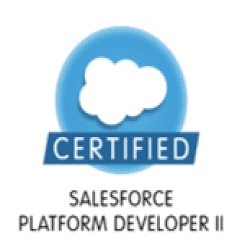 CERTIFIED
SALESFORCE
PLATFORM DEVELOPER II